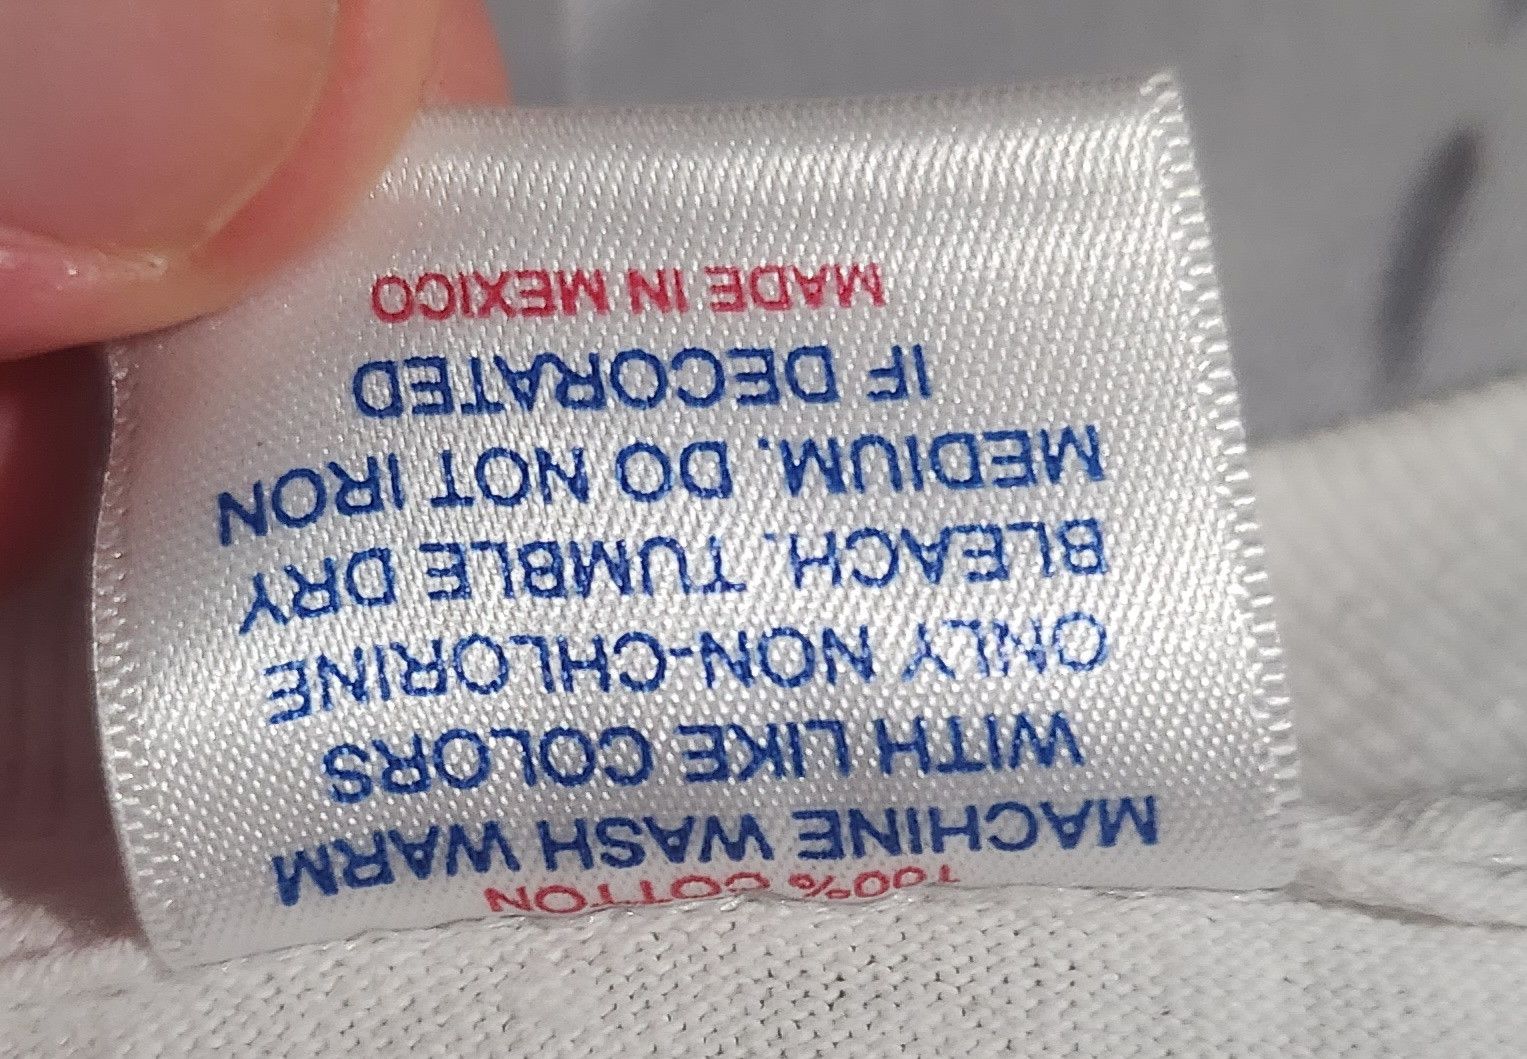 100% COTTON
MACHINE WASH WARM
WITH LIKE COLORS
ONLY NON-CHLORINE
BLEACH. TUMBLE DRY
MEDIUM. DO NOT IRON
IF DECORATED
MADE IN MEXICO